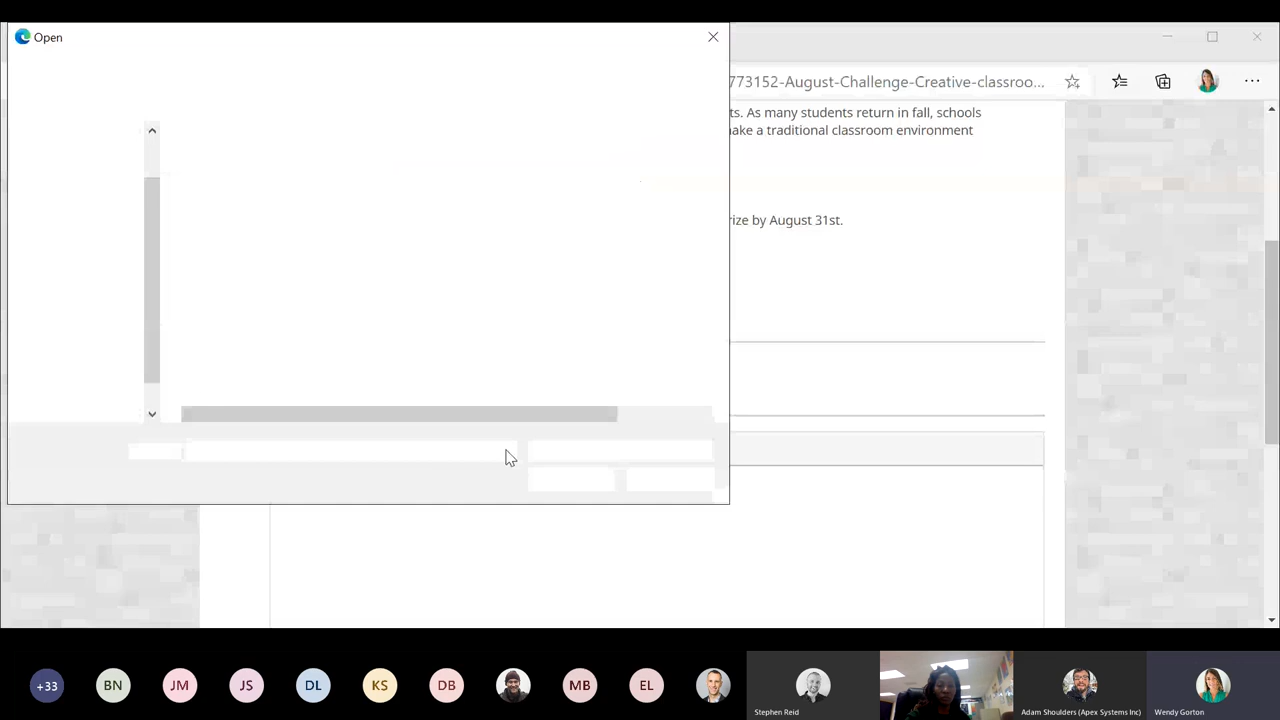 Open
773152-August-Challenge-Creative-classroo...
ts. As many students return in fall, schools
ake a traditional classroom environment
rize by August 31st.
+33
BN
JM
JS
DL
KS
DB
MB
EL
Stephen Reid
Adam Shoulders (Apex Systems Inc)
Wendy Gorton